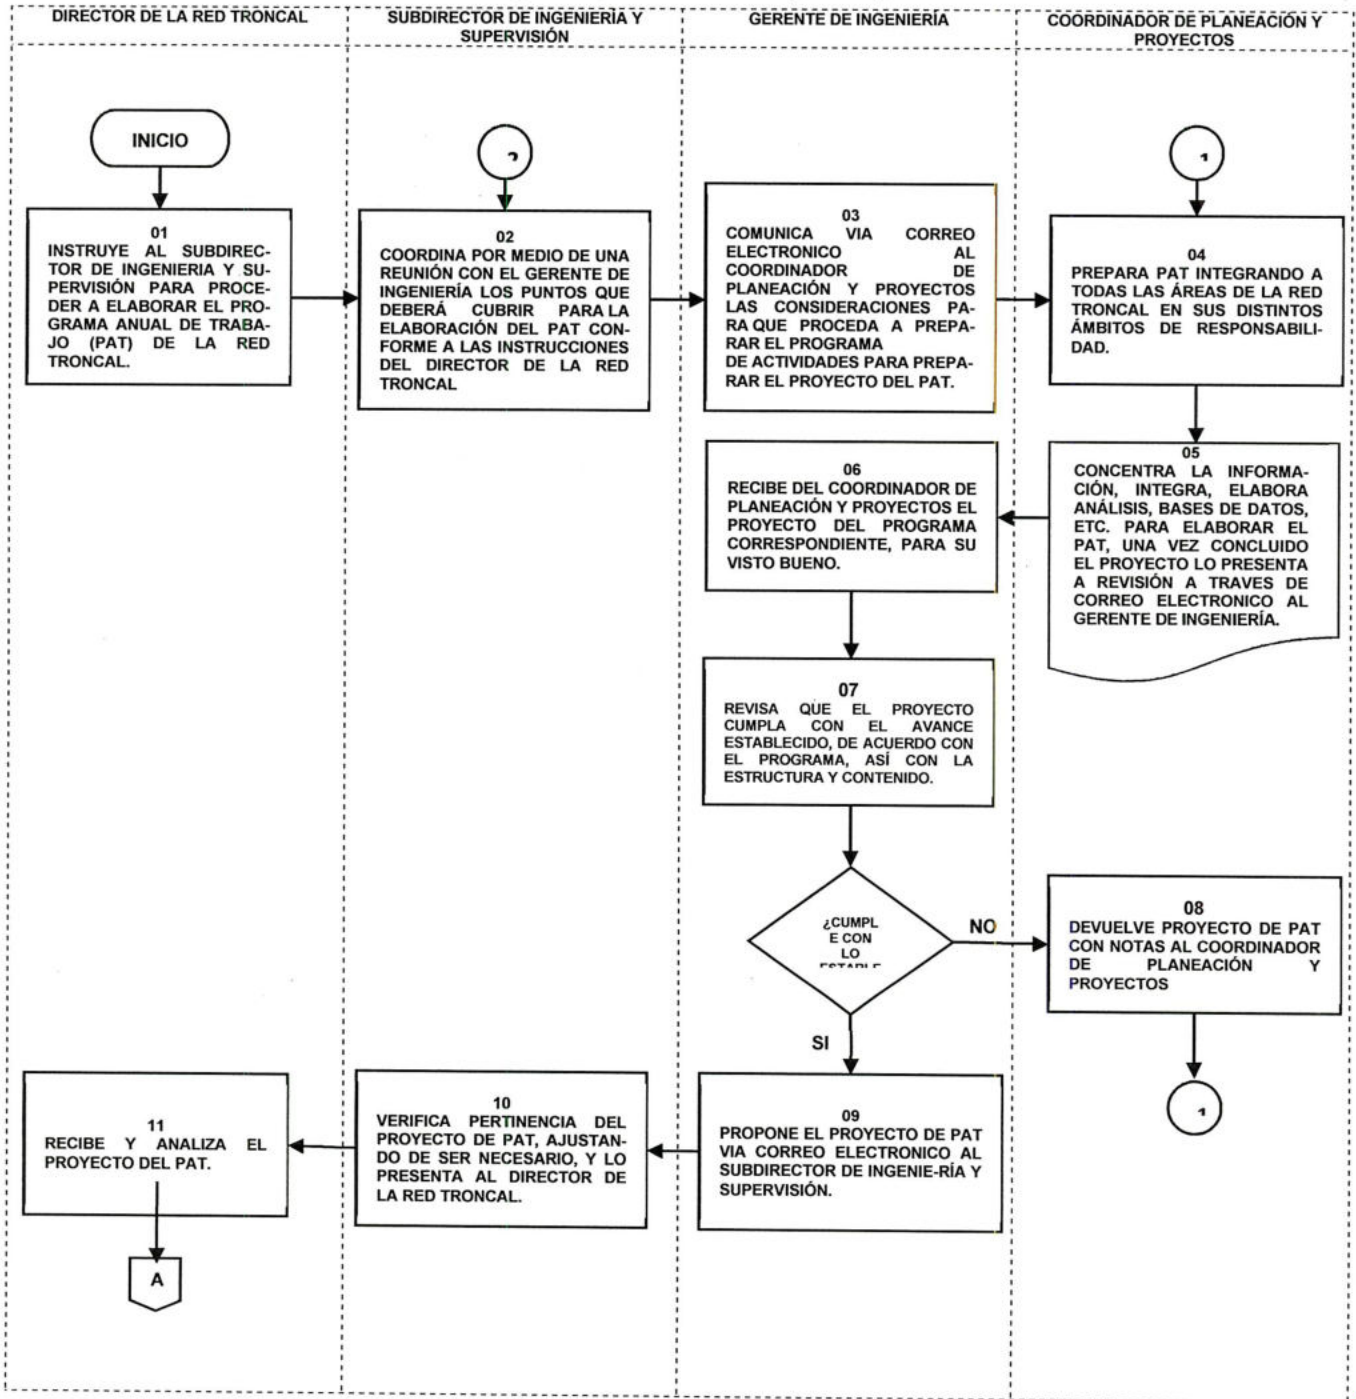 DIRECTOR DE LA RED TRONCAL
SUBDIRECTOR DE INGENIERÍA Y
SUPERVISIÓN
GERENTE DE INGENIERÍA
COORDINADOR DE PLANEACIÓN Y
PROYECTOS
INICIO
01
INSTRUYE AL SUBDIREC-
TOR DE INGENIERIA Y SU-
PERVISIÓN PARA PROCE-
DER A ELABORAR EL PRO-
GRAMA ANUAL DE TRABA-
JO (PAT) DE LA RED
TRONCAL.
02
COORDINA POR MEDIO DE UNA
REUNIÓN CON EL GERENTE DE
INGENIERÍA LOS PUNTOS QUE
DEBERÁ CUBRIR PARA LA
ELABORACIÓN DEL PAT CON-
FORME A LAS INSTRUCCIONES
DEL DIRECTOR DE LA RED
TRONCAL
03
COMUNICA VIA CORREO
ELECTRONICO AL
COORDINADOR DE
PLANEACIÓN Y PROYECTOS
LAS CONSIDERACIONES PA-
RA QUE PROCEDA A PREPA-
RAR EL PROGRAMA
DE ACTIVIDADES PARA PREPA-
RAR EL PROYECTO DEL PAT.
04
PREPARA PAT INTEGRANDO A
TODAS LAS ÁREAS DE LA RED
TRONCAL EN SUS DISTINTOS
ÁMBITOS DE RESPONSABILI-
DAD.
05
CONCENTRA LA INFORMA-
CIÓN, INTEGRA, ELABORA
ANÁLISIS, BASES DE DATOS,
ETC. PARA ELABORAR EL
PAT, UNA VEZ CONCLUIDO
EL PROYECTO LO PRESENTA
A REVISIÓN A TRAVES DE
CORREO ELECTRONICO AL
GERENTE DE INGENIERÍA.
06
RECIBE DEL COORDINADOR DE
PLANEACIÓN Y PROYECTOS EL
PROYECTO DEL PROGRAMA
CORRESPONDIENTE, PARA SU
VISTO BUENO.
07
REVISA QUE EL PROYECTO
CUMPLA CON EL AVANCE
ESTABLECIDO, DE ACUERDO CON
EL PROGRAMA, ASÍ CON LA
ESTRUCTURA Y CONTENIDO.
¿CUMPL
E CON
LO
NO
SI
08
DEVUELVE PROYECTO DE PAT
CON NOTAS AL COORDINADOR
DE PLANEACIÓN Y
PROYECTOS
09
PROPONE EL PROYECTO DE PAT
VIA CORREO ELECTRONICO AL
SUBDIRECTOR DE INGENIE-RÍA Y
SUPERVISIÓN.
10
VERIFICA PERTINENCIA DEL
PROYECTO DE PAT, AJUSTAN-
DO DE SER NECESARIO, Y LO
PRESENTA AL DIRECTOR DE
LA RED TRONCAL.
11
RECIBE Y ANALIZA EL
PROYECTO DEL PAT.
A